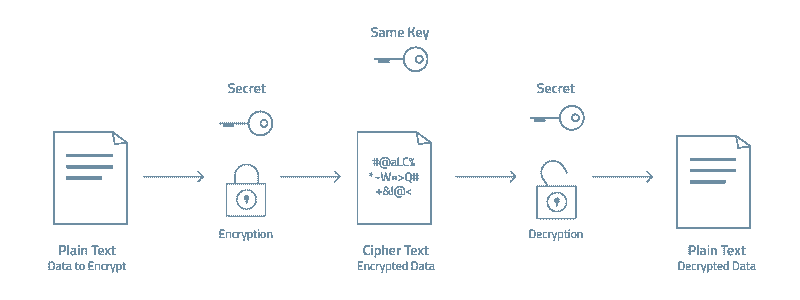 Same Key
Secret
Secret
#@aLC%
Encryption
Decryption
Plain Text
Data to Encrypt
Cipher Text
Encrypted Data
Plain Text
Decrypted Data